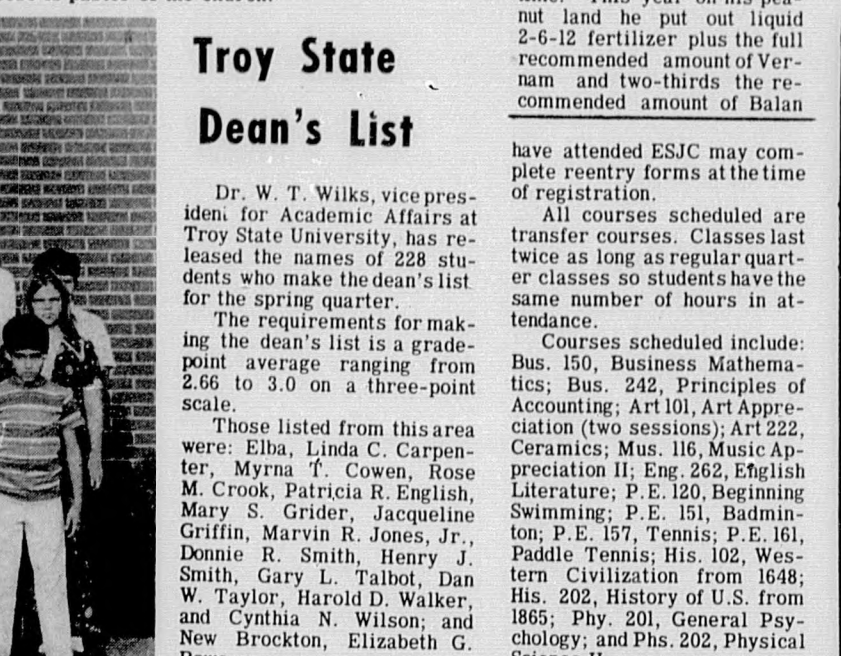 Troy State
Dean's List
Dr. W. T. Wilks, vice pres-
ident for Academic Affairs at
Troy State University, has re-
leased the names of 228 stu-
dents who make the dean's list
for the spring quarter.
The requirements for mak-
ing the dean's list is a grade-
point average ranging from
2.66 to 3.0 on a three-point
scale.
Those listed from this area
were: Elba, Linda C. Carpen-
ter, Myrna T. Cowen, Rose
M. Crook, Patricia R. English,
Mary S. Grider, Jacqueline
Griffin, Marvin R. Jones, Jr.,
Donnie R. Smith, Henry J.
Smith, Gary L. Talbot, Dan
W. Taylor, Harold D. Walker,
and Cynthia N. Wilson; and
New Brockton, Elizabeth G.
nut land he put out liquid
2-6-12 fertilizer plus the full
recommended amount of Ver-
nam and two-thirds the re-
commended amount of Balan
have attended ESJC may com-
plete reentry forms at the time
of registration.
All courses scheduled are
transfer courses. Classes last
twice as long as regular quart-
er classes so students have the
same number of hours in at-
tendance.
Courses scheduled include:
Bus. 150, Business Mathema-
tics; Bus. 242, Principles of
Accounting; Art 101, Art Appre-
ciation (two sessions); Art 222,
Ceramics; Mus. 116, Music Ap-
preciation II; Eng. 262, English
Literature; P.E. 120, Beginning
Swimming; P.E. 151, Badmin-
ton; P.E. 157, Tennis; P.E. 161,
Paddle Tennis; His. 102, Wes-
tern Civilization from 1648;
His. 202, History of U.S. from
1865; Phy. 201, General Psy-
chology; and Phs. 202, Physical